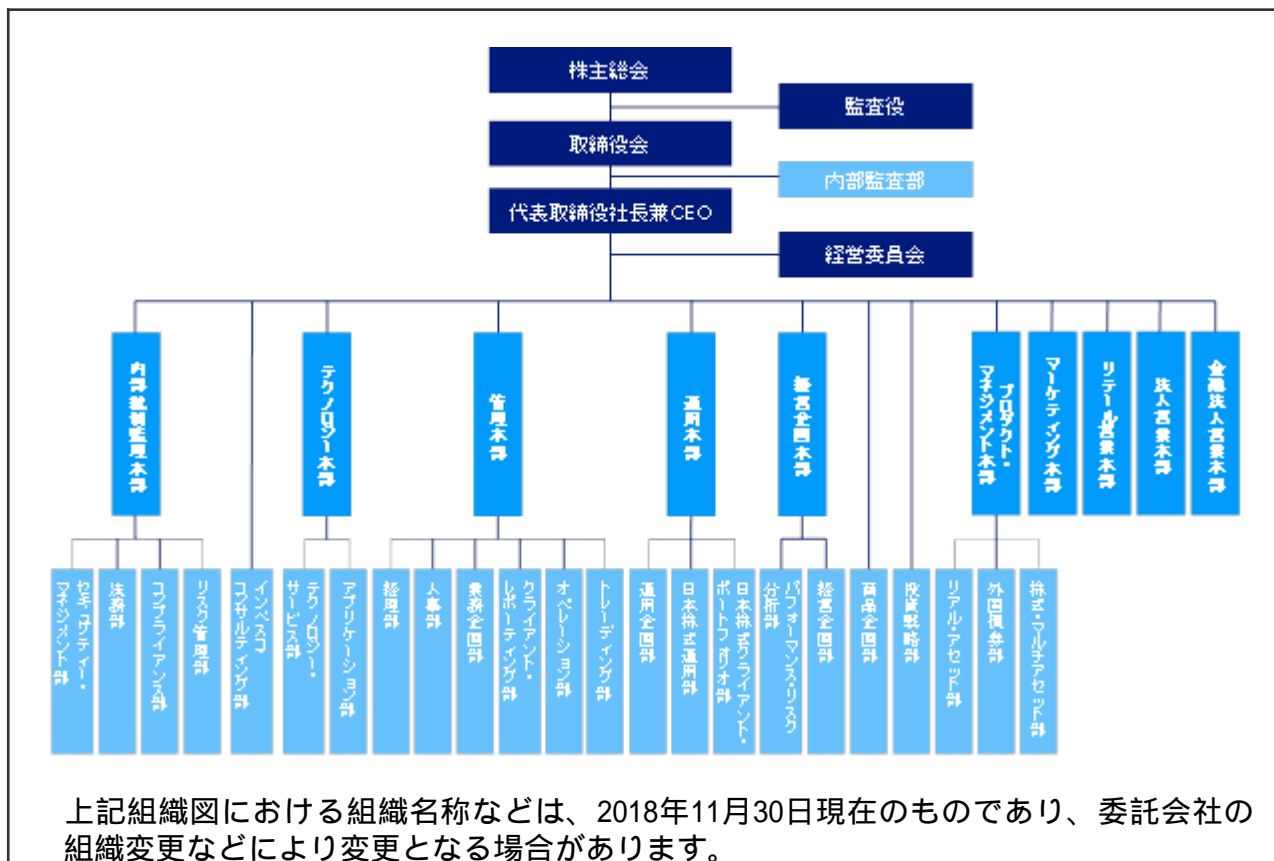 株主総会
監査役
取締役会
内部監査部
代表取締役社長兼CEO
経営委員会
内部統制監理本部
テクノロジー本部
管理本部
運用本部
経営企画本部
プロダクト・
マネジメント本部
マーケティング本部
リテール営業本部
法人営業本部
金融法人営業本部
セキュリティー・
マネジメント部
法務部
コンプライアンス部
リスク管理部
インベスコ
コンサルティング部
テクノロジー・
サービス部
アプリケーション部
経理部
人事部
業務企画部
クライアント・
レポーティング部
オペレーション部
トレーディング部
運用企画部
日本株式運用部
日本株式クライアント・
ポートフォリオ部
パフォーマンス・リスク
分析部
経営企画部
商品企画部
投資戦略部
リアル・アセット部
外国債券部
株式・マルチアセット部
上記組織図における組織名称などは、2018年11月30日現在のものであり、委託会社の
組織変更などにより変更となる場合があります。